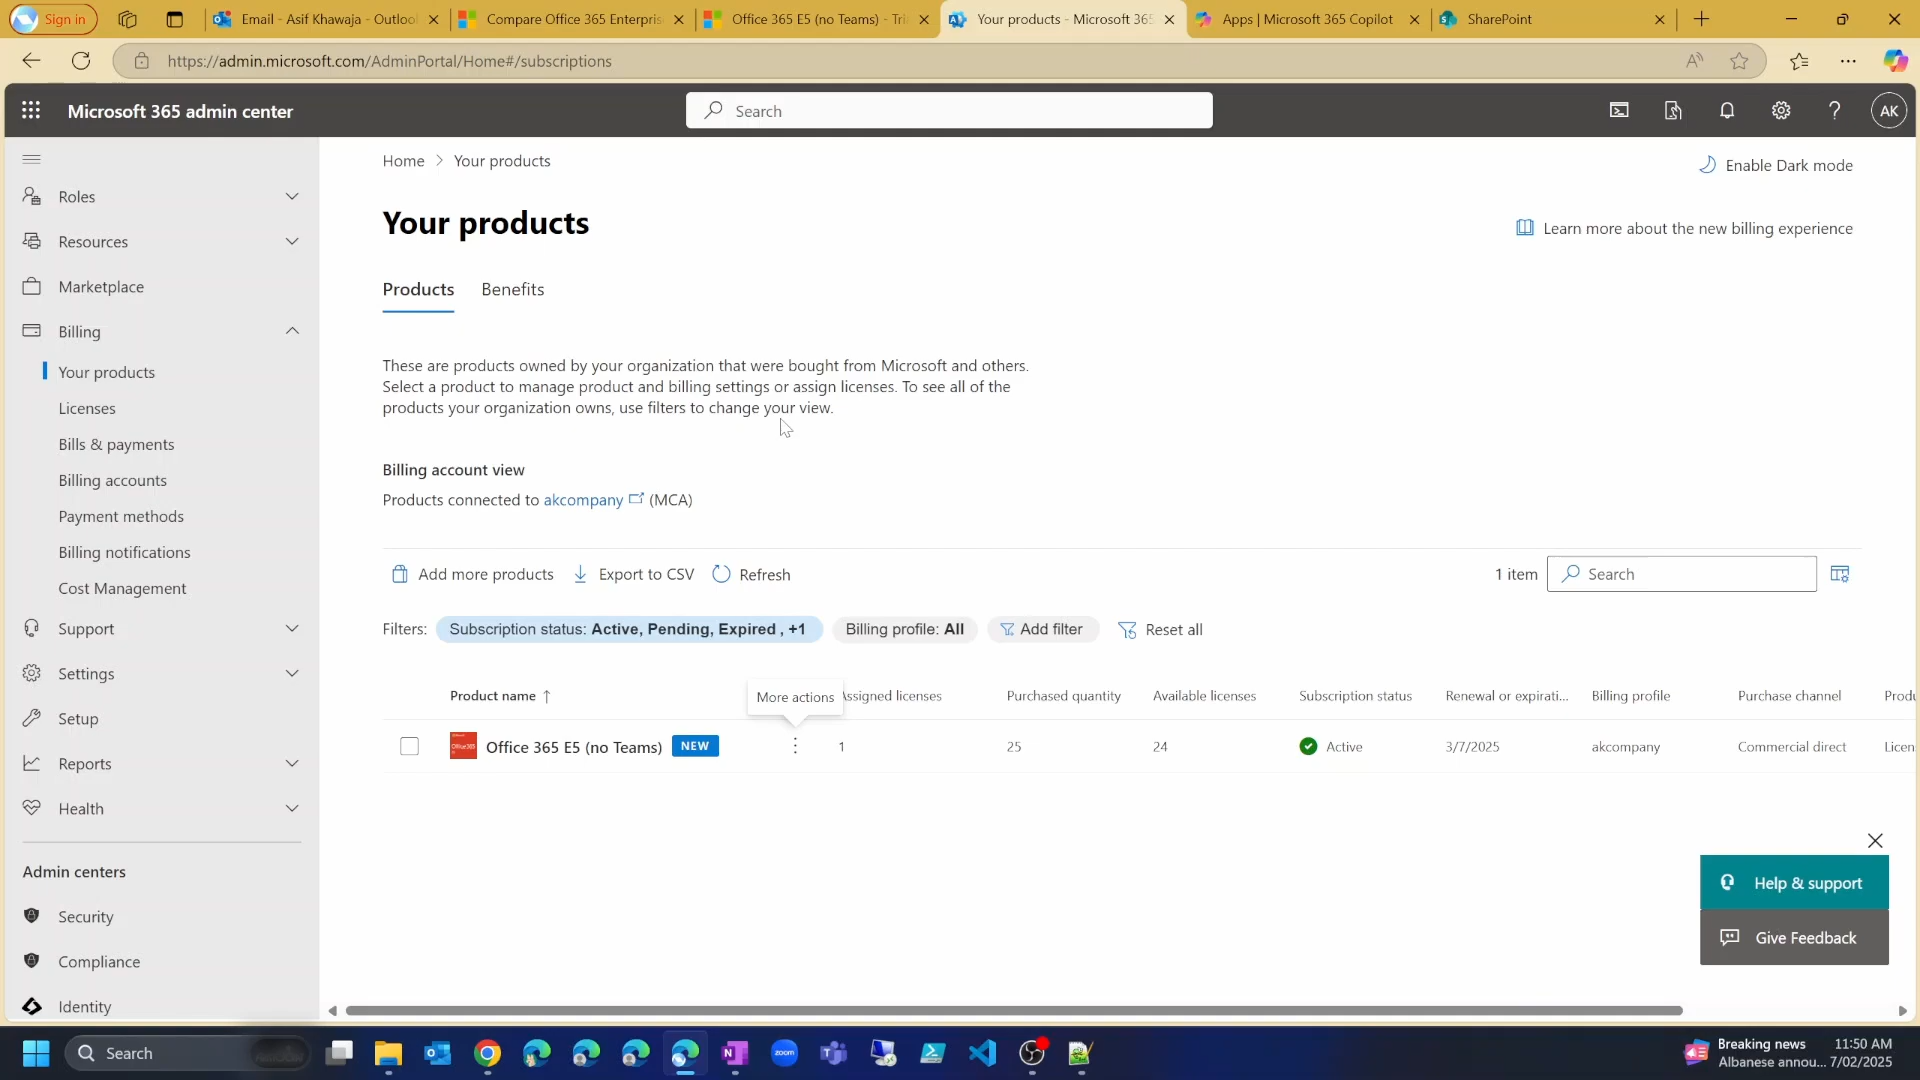 Sign in
Email - Asif Khawaja - Outlool
Compare Office 365 Enterpris
Office 365 E5 (no Teams) - Tri
Your products - Microsoft 365
Apps | Microsoft 365 Copilot
SharePoint
https://admin.microsoft.com/AdminPortal/Home#/subscriptions
Microsoft 365 admin center
Search
AK
Home > Your products
Enable Dark mode
Your products
Learn more about the new billing experience
Products
Benefits
These are products owned by your organization that were bought from Microsoft and others.
Select a product to manage product and billing settings or assign licenses. To see all of the
products your organization owns, use filters to change your view.
Billing account view
Products connected to akcompany (MCA)
Add more products
Export to CSV
Refresh
1 item
Search
Filters:
Subscription status: Active, Pending, Expired , +1
Billing profile: All
Add filter
Reset all
Product name ↑
More actions
Assigned licenses
Purchased quantity
Available licenses
Subscription status
Renewal or expirati...
Billing profile
Purchase channel
Produ
Office 365 E5 (no Teams)
NEW
1
25
24
Active
3/7/2025
akcompany
Commercial direct
Licen
Roles
Resources
Marketplace
Billing
Your products
Licenses
Bills & payments
Billing accounts
Payment methods
Billing notifications
Cost Management
Support
Settings
Setup
Reports
Health
Admin centers
Security
Compliance
Identity
Help & support
Give Feedback
Search
zoom
Breaking news
Albanese annou...
11:50 AM
7/02/2025